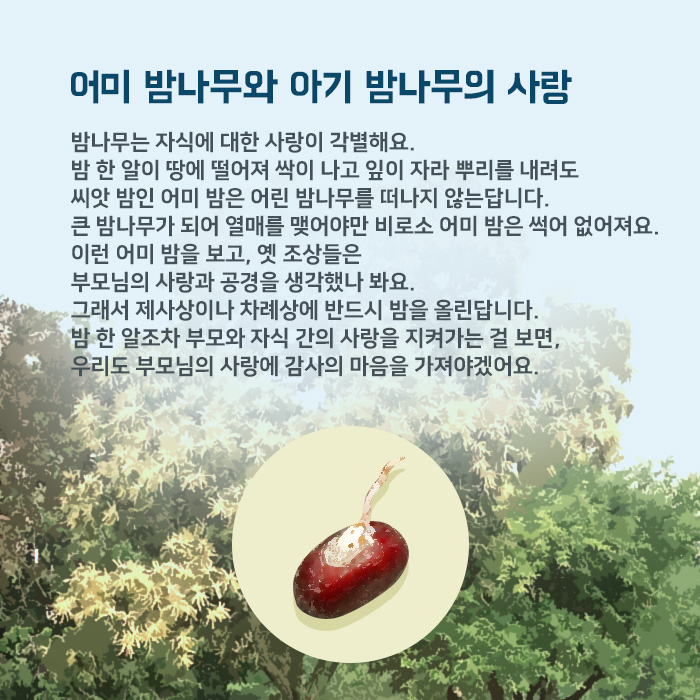 어미 밤나무와 아기 밤나무의 사랑
밤나무는 자식에 대한 사랑이 각별해요.
밤 한 알이 땅에 떨어져 싹이 나고 잎이 자라 뿌리를 내려도
씨앗 밤인 어미 밤은 어린 밤나무를 떠나지 않는답니다.
큰 밤나무가 되어 열매를 맺어야만 비로소 어미 밤은 썩어 없어져요.
이런 어미 밤을 보고, 옛 조상들은
부모님의 사랑과 공경을 생각했나 봐요.
그래서 제사상이나 차례상에 반드시 밤을 올린답니다.
밤 한 알조차 부모와 자식 간의 사랑을 지켜가는 걸 보면,
우리도 부모님의 사랑에 감사의 마음을 가져야겠어요.